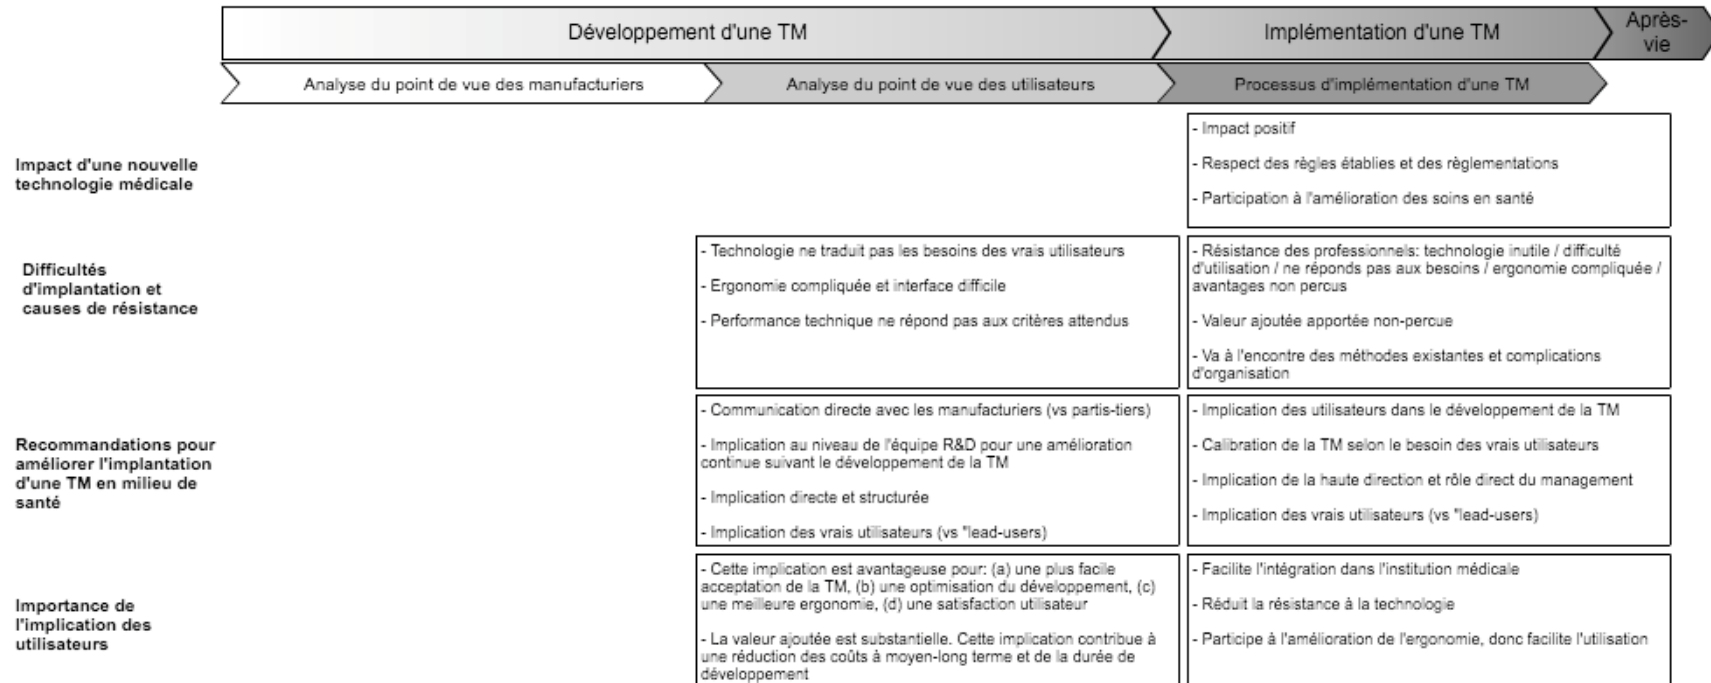 Développement d'une TM
Implémentation d'une TM
Après-
vie
Analyse du point de vue des manufacturiers
Analyse du point de vue des utilisateurs
Processus d'implémentation d'une TM
Impact d'une nouvelle
technologie médicale
- Impact positif
- Respect des règles établies et des règlementations
- Participation à l'amélioration des soins en santé
Difficultés
d'implantation et
causes de résistance
- Technologie ne traduit pas les besoins des vrais utilisateurs
- Ergonomie compliquée et interface difficile
- Performance technique ne répond pas aux critères attendus
- Résistance des professionnels: technologie inutile / difficulté
d'utilisation / ne réponds pas aux besoins / ergonomie compliquée /
avantages non percus
- Valeur ajoutée apportée non-percue
- Va à l'encontre des méthodes existantes et complications
d'organisation
Recommandations pour
améliorer l'implantation
d'une TM en milieu de
santé
- Communication directe avec les manufacturiers (vs partis-tiers)
- Implication au niveau de l'équipe R&D pour une amélioration
continue suivant le développement de la TM
- Implication directe et structurée
- Implication des vrais utilisateurs (vs "lead-users)
- Implication des utilisateurs dans le développement de la TM
- Calibration de la TM selon le besoin des vrais utilisateurs
- Implication de la haute direction et rôle direct du management
- Implication des vrais utilisateurs (vs "lead-users)
Importance de
l'implication des
utilisateurs
- Cette implication est avantageuse pour: (a) une plus facile
acceptation de la TM, (b) une optimisation du développement, (c)
une meilleure ergonomie, (d) une satisfaction utilisateur
- La valeur ajoutée est substantielle. Cette implication contribue à
une réduction des coûts à moyen-long terme et de la durée de
développement
- Facilite l'intégration dans l'institution médicale
- Réduit la résistance à la technologie
- Participe à l'amélioration de l'ergonomie, donc facilite l'utilisation